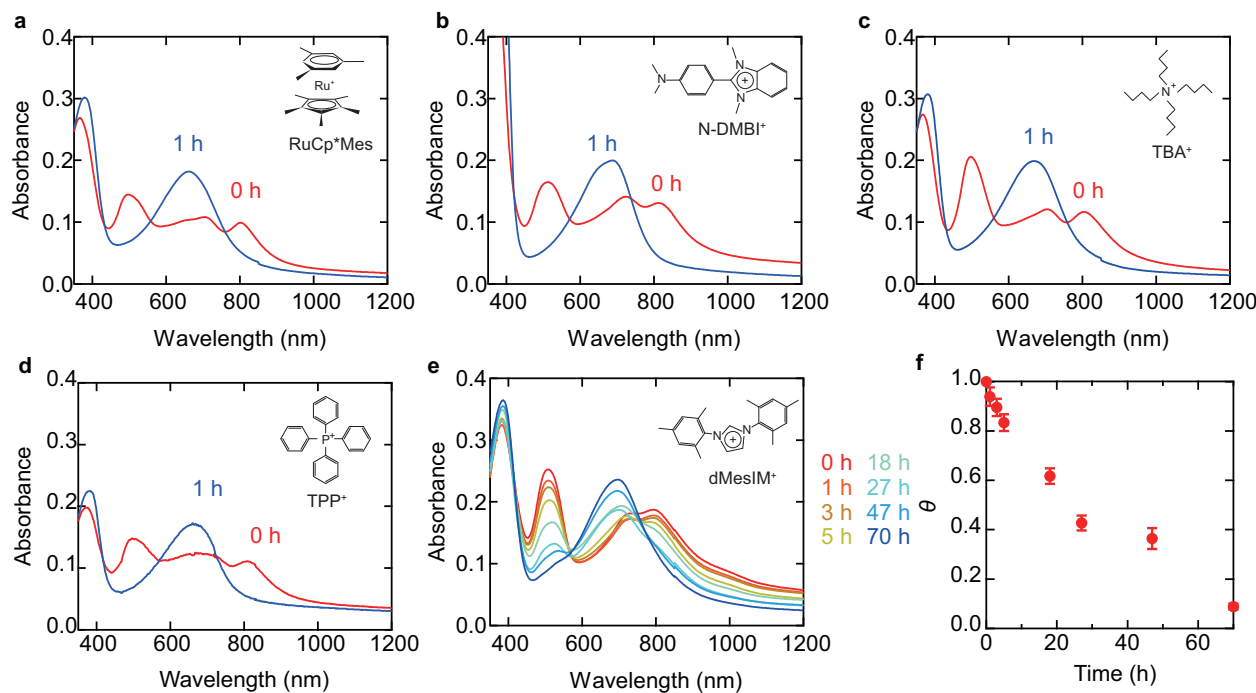 a
0.4
0.3
0.2
0.1
0.0
400 600 800 1000 1200
Absorbance
Wavelength (nm)
1 h
0 h
Ru+
RuCp*Mes
b
0.4
0.3
0.2
0.1
0.0
400 600 800 1000 1200
Absorbance
Wavelength (nm)
1 h
0 h
N
N
N
+
N-DMBI+
c
0.4
0.3
0.2
0.1
0.0
400 600 800 1000 1200
Absorbance
Wavelength (nm)
1 h
0 h
N+
TBA+
d
0.4
0.3
0.2
0.1
0.0
400 600 800 1000 1200
Absorbance
Wavelength (nm)
1 h
0 h
P+
TPP+
e
0.4
0.3
0.2
0.1
0.0
400 600 800 1000 1200
Absorbance
Wavelength (nm)
N
N
+
dMesIM+
0 h 18 h
1 h 27 h
3 h 47 h
5 h 70 h
f
1.0
0.8
0.6
0.4
0.2
0.0
0 20 40 60
θ
Time (h)